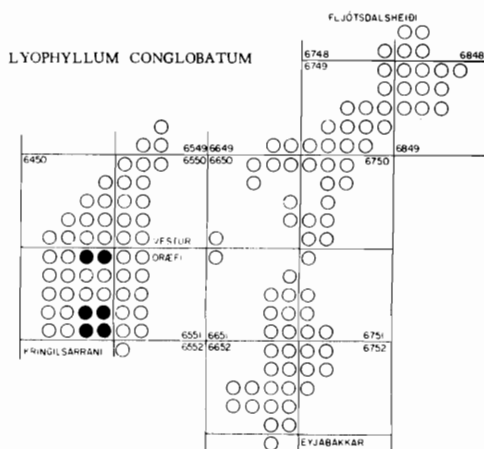 FLJÓTSDALSHEIÐI
LYOPHYLLUM CONGLOBATUM
6748 6848
6749
6450 6549 6649
6550 6650 6750 6849
VESTUR
ÖRÆFI
6551 6651 6751
KRINGILSÁRRANI 6552 6652 6752
EYJABAKKAR